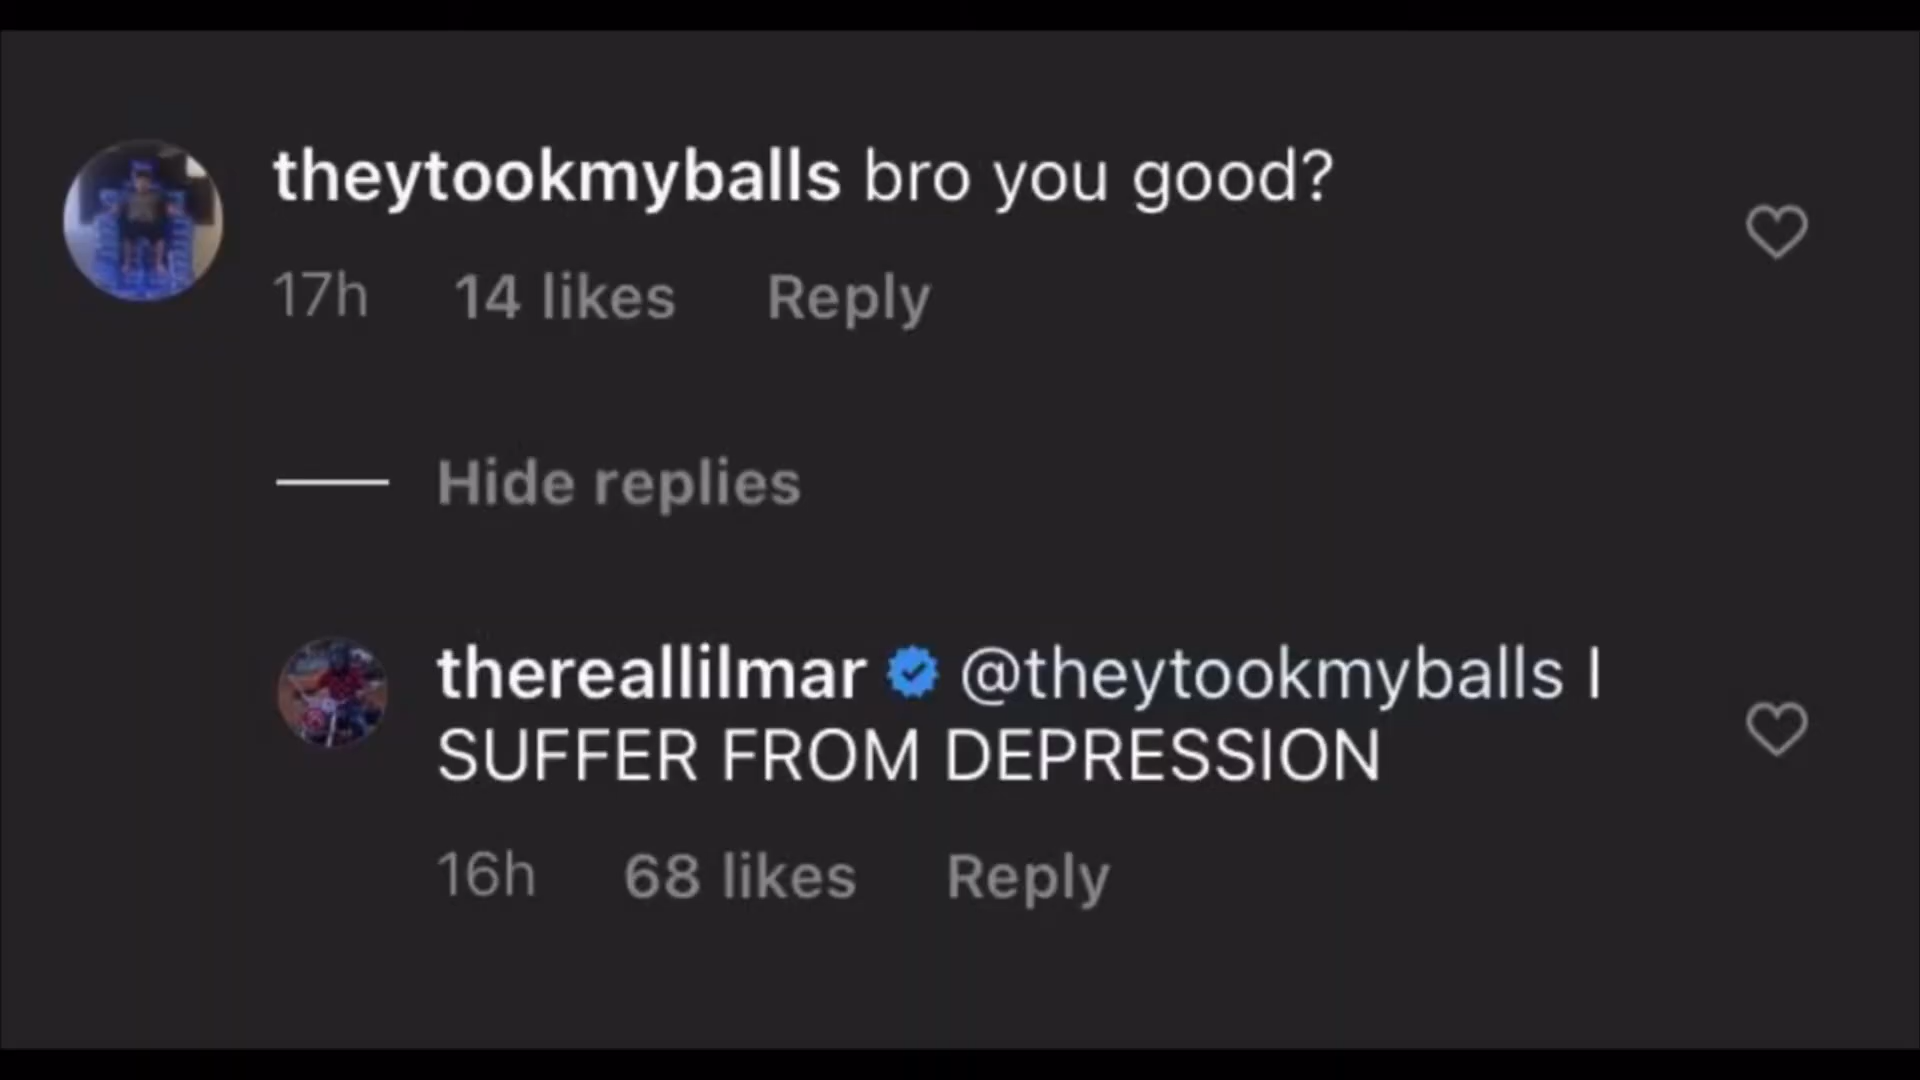 theytookmyballs bro you good?
17h 14 likes Reply
Hide replies
thereallilmar @theytookmyballs I
SUFFER FROM DEPRESSION
16h 68 likes Reply